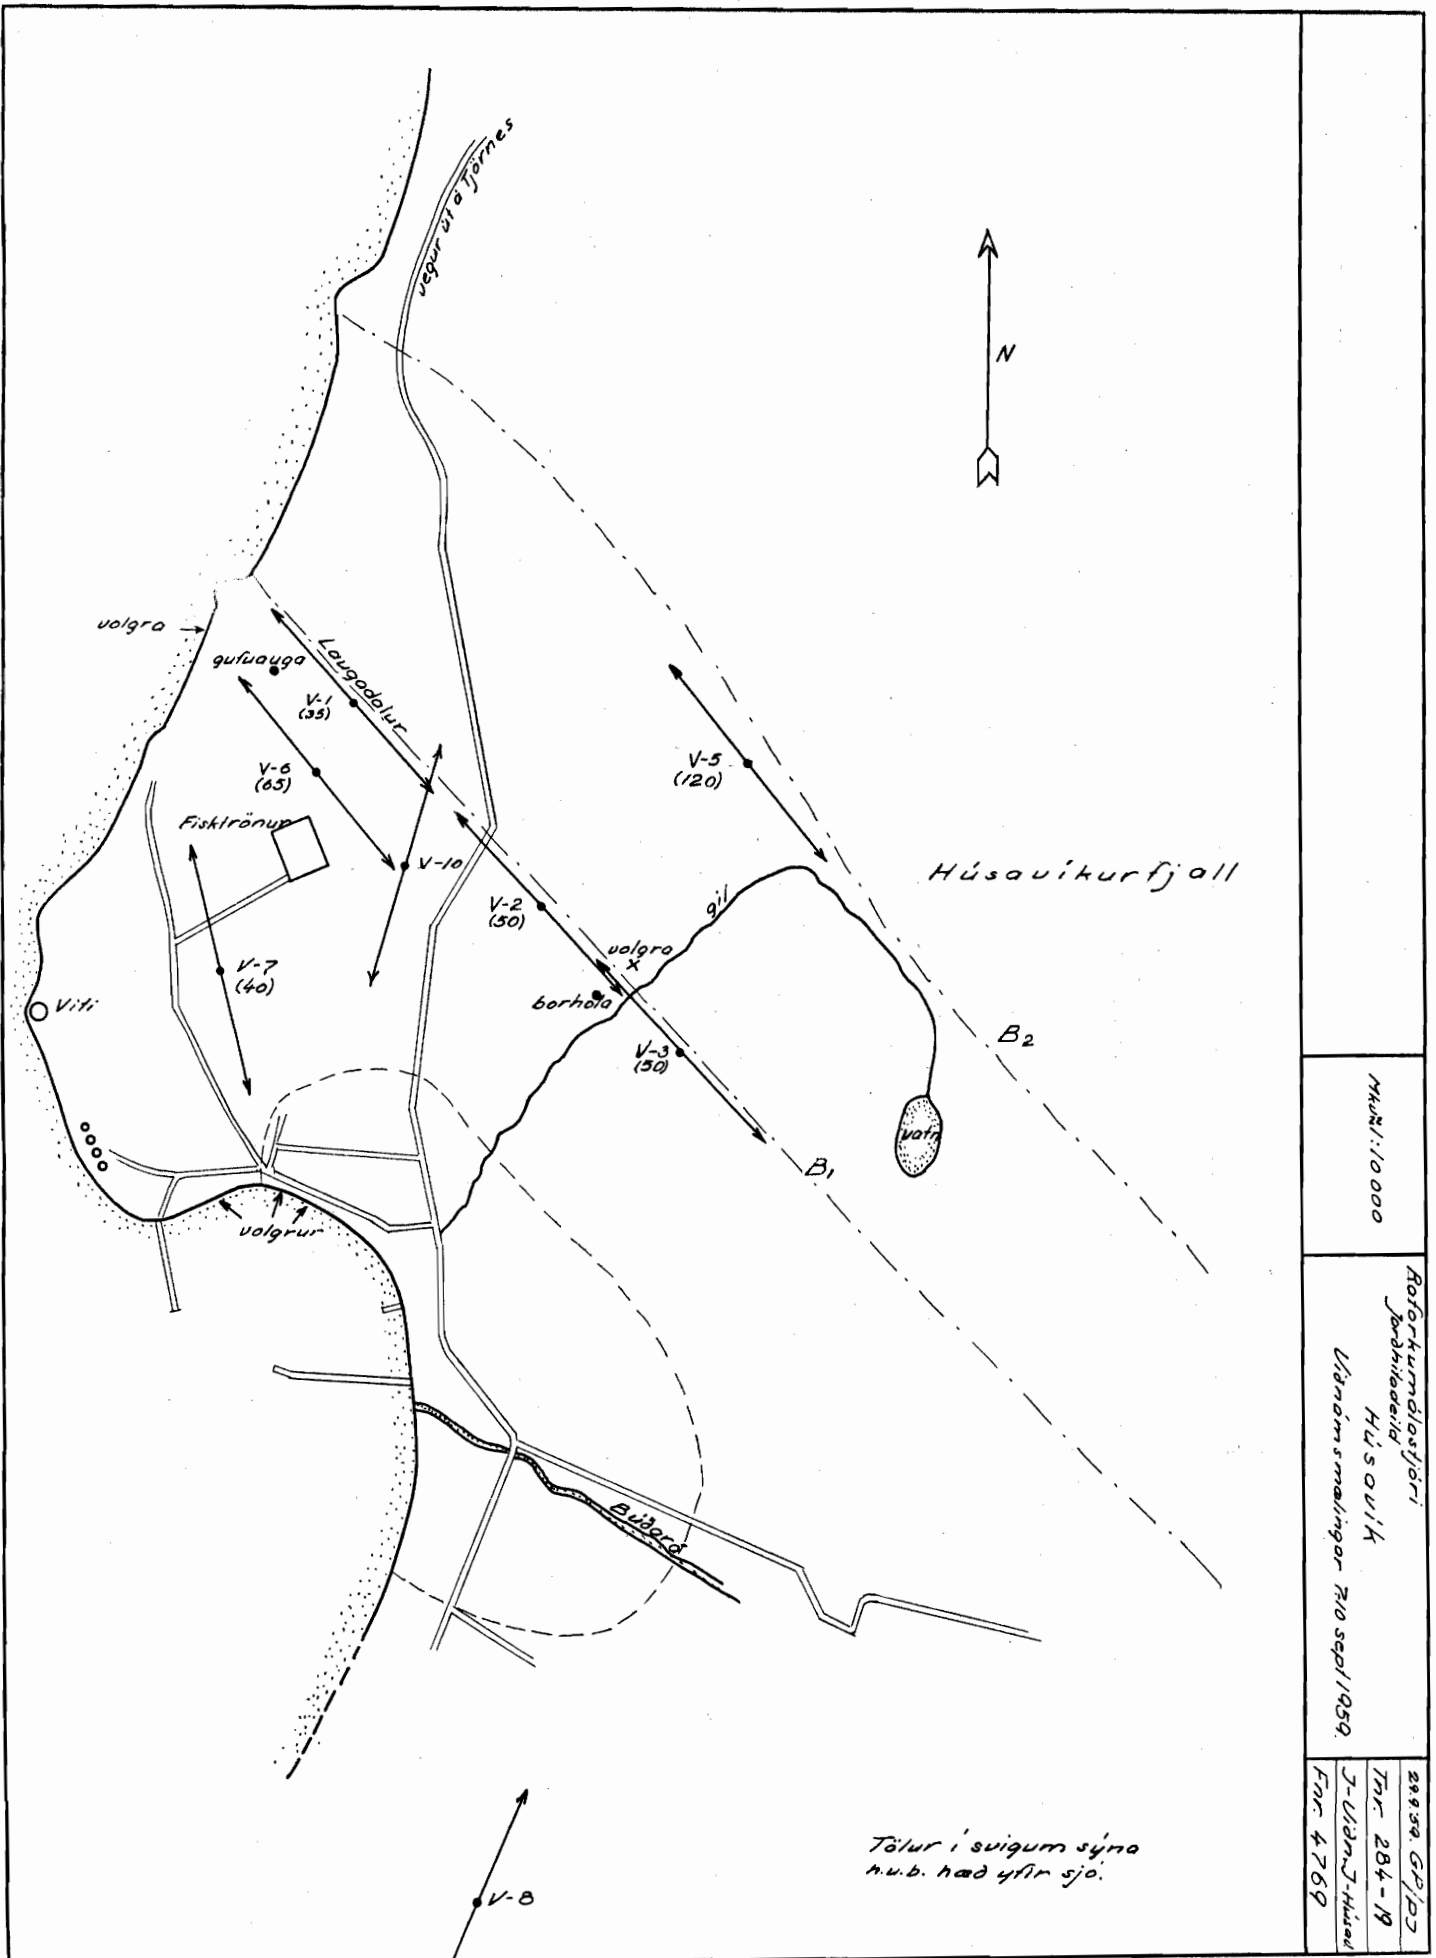 vegur út á Tjörnes
N
volgra
gufuauga
Laugadalur
V-1
(35)
V-6
(65)
V-5
(120)
Fisktrönur
V-10
Húsavíkurfjall
V-2
(50)
gil
volgra
x
V-7
(40)
borhola
Viti
V-3
(50)
B₂
vatn
B₁
volgrur
Búðará
V-8
Tölur í svigum sýna
h.u.b. hæð yfir sjó.
Mkv. 1:10000
Raforkumálastjóri
Jarðhitadeild
HÚSAVÍK
Viðnámsmælingar 7.-10 sept 1959.
29.9.59. GP/
Tnr. 284-19
J-Viðn. J-Húsav
Fnr. 4769